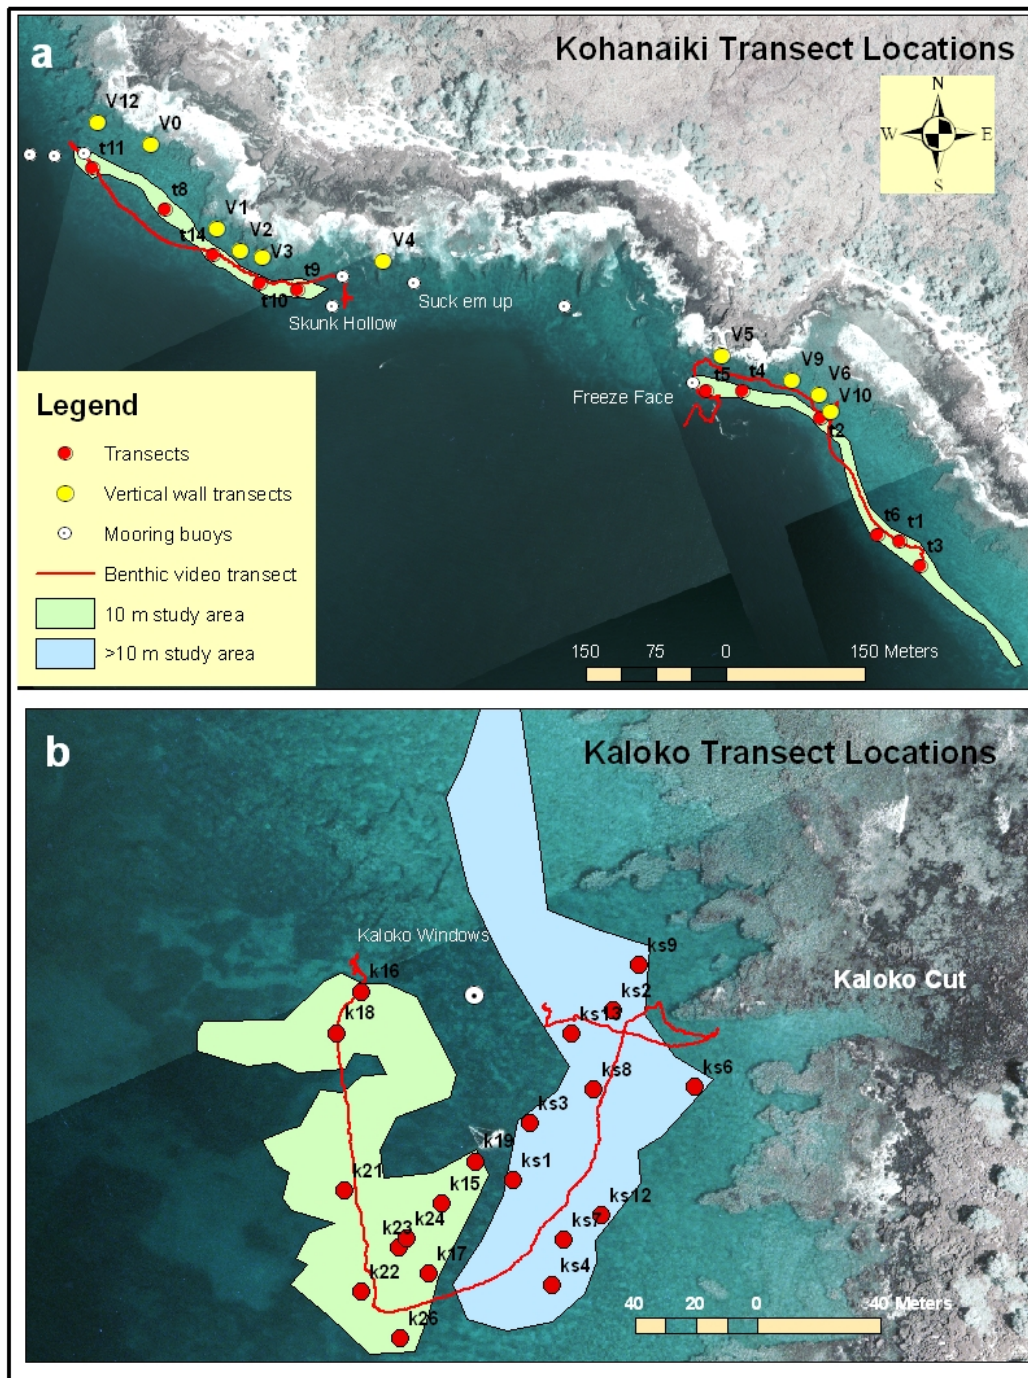 a
Kohanaiki Transect Locations
N
W E
S
V12
V0
t11
t8
V1
V2
t14
V3
V4
t9
t10
Suck em up
Skunk Hollow
V5
V9
t5
t4
V6
Freeze Face
V10
t2
t6
t1
t3
Legend
Transects
Vertical wall transects
Mooring buoys
Benthic video transect
10 m study area
>10 m study area
150 75 0 150 Meters
b
Kaloko Transect Locations
Kaloko Windows
ks9
k16
Kaloko Cut
ks2
k18
ks13
ks8
ks6
ks3
k19
ks1
k21
k15
ks12
k24
k23
ks7
k17
k22
ks4
k26
40 20 0 40 Meters